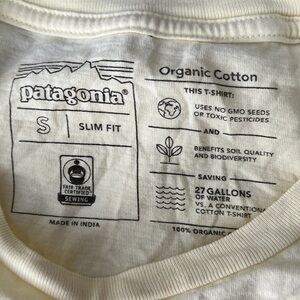 patagonia®
S | SLIM FIT
FAIR TRADE
CERTIFIED
SEWING
MADE IN INDIA
Organic Cotton
THIS T-SHIRT:
USES NO GMO SEEDS
OR TOXIC PESTICIDES
AND
BENEFITS SOIL QUALITY
AND BIODIVERSITY
SAVING
27 GALLONS
OF WATER
VS. A CONVENTIONA
COTTON T-SHIRT
100% ORGANIC